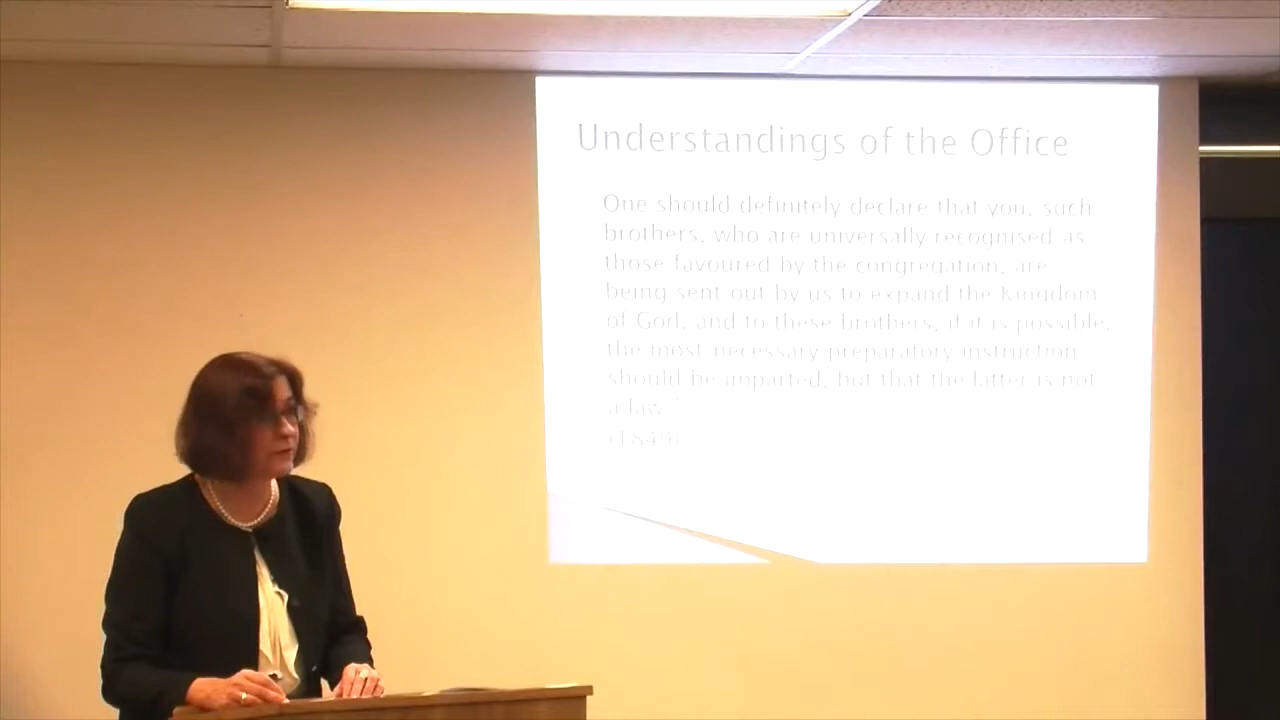 Understandings of the Office
One should definitely declare that you, such
brothers, who are universally recognised as
those favoured by the congregation, are
being sent out by us to expand the Kingdom
of God, and to these brothers, if it is possible,
the most necessary preparatory instruction
should be imparted, but that the latter is not
a law."
(1849)